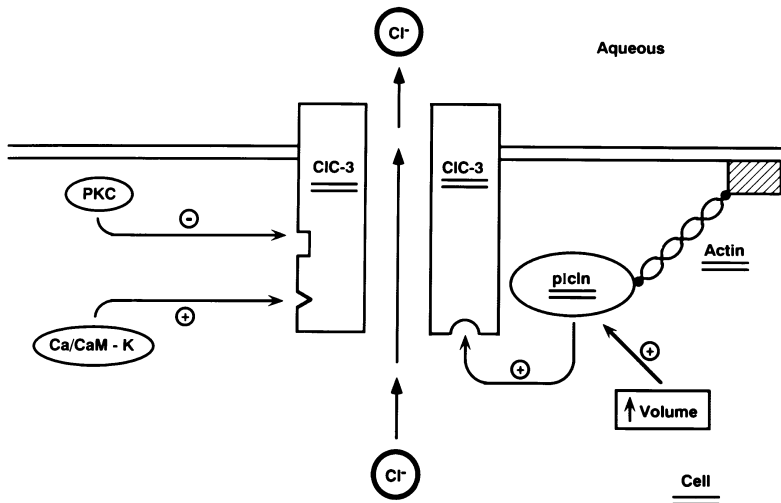 Cl⁻
Aqueous
ClC-3
ClC-3
PKC
-
Actin
pIcln
+
Ca/CaM - K
+
+
↑ Volume
Cl⁻
Cell